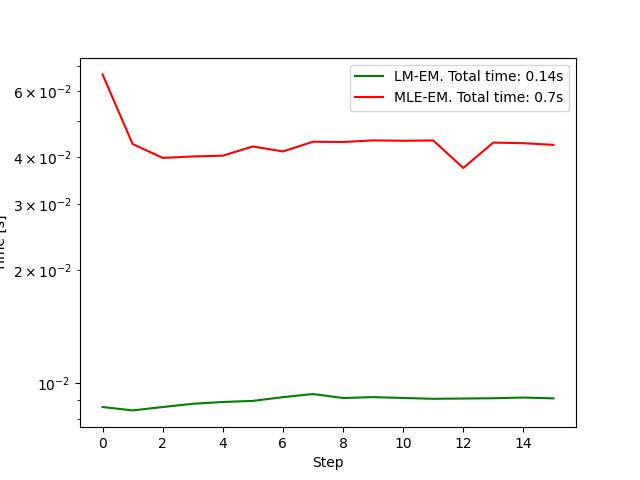 LM-EM. Total time: 0.14s
MLE-EM. Total time: 0.7s
6 × 10⁻²
4 × 10⁻²
3 × 10⁻²
2 × 10⁻²
10⁻²
0 2 4 6 8 10 12 14
Step